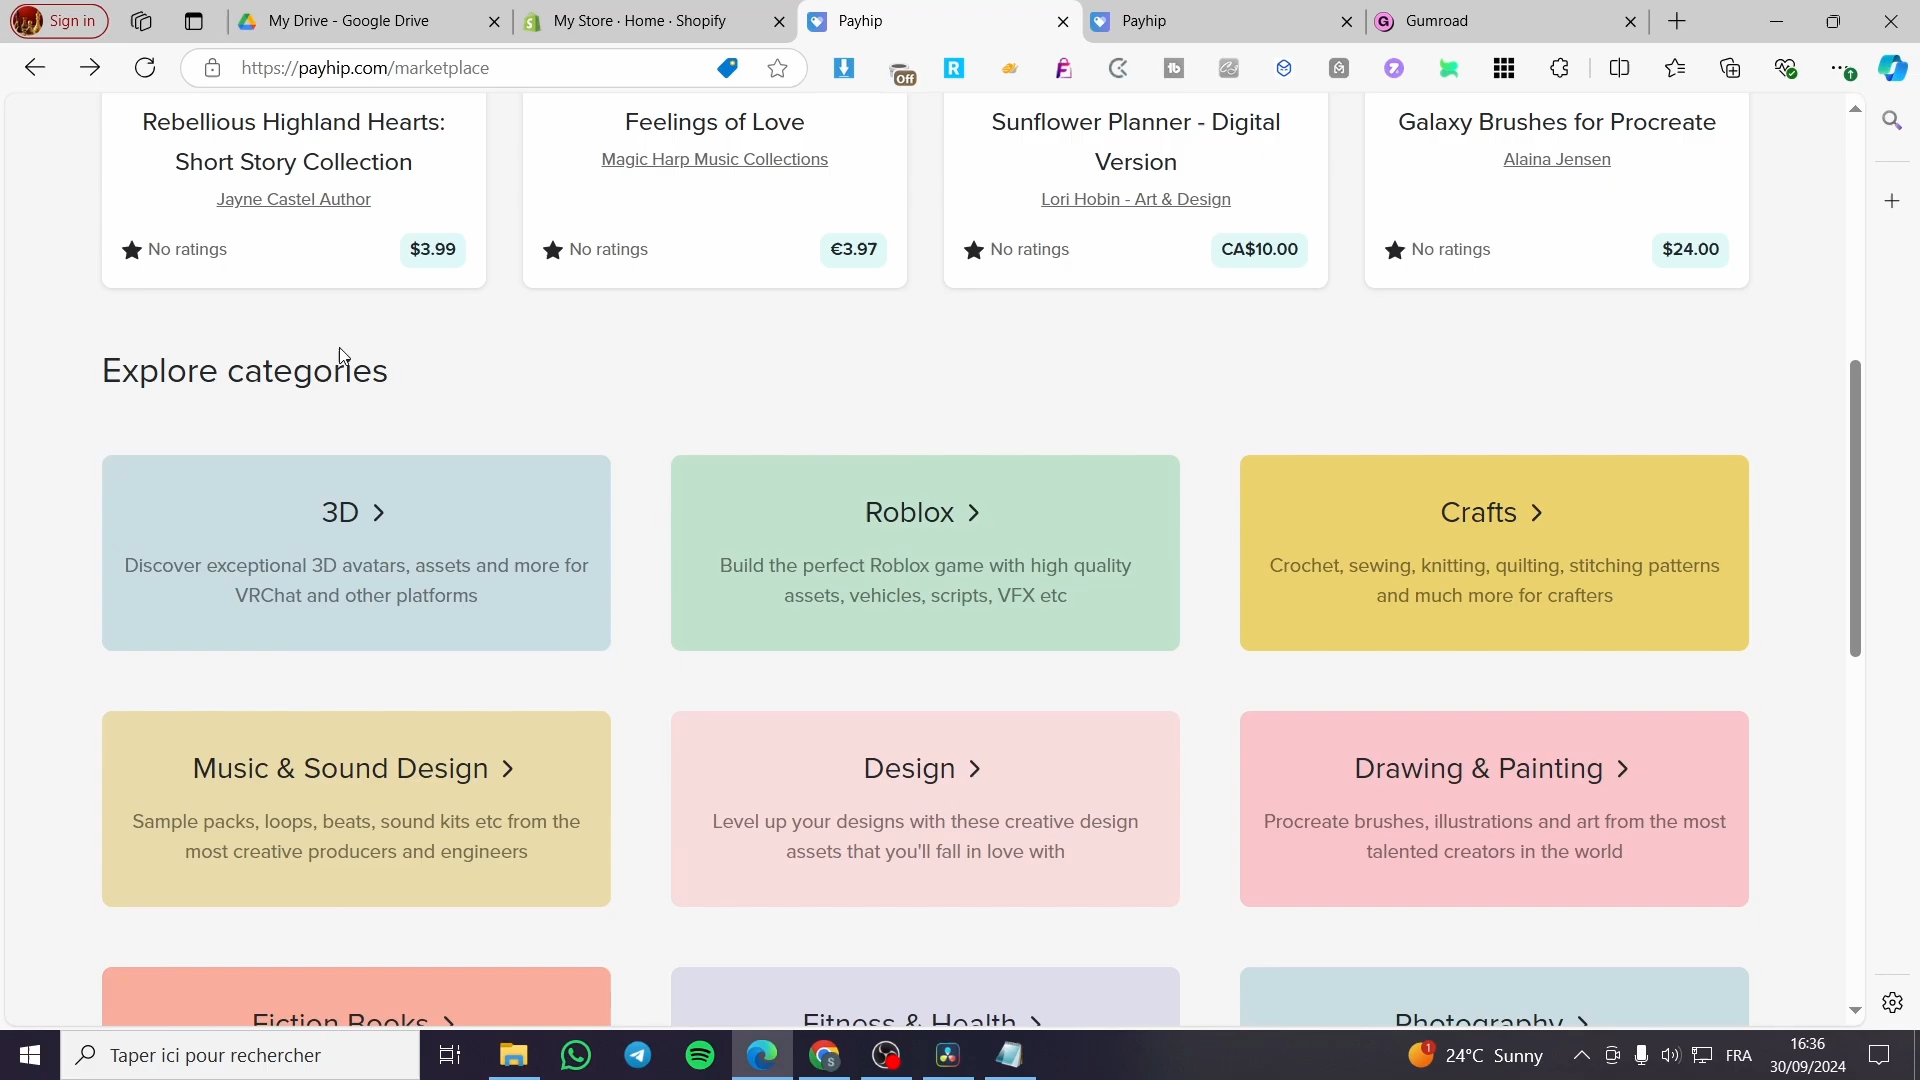 Sign in
My Drive - Google Drive
My Store · Home · Shopify
Payhip
Payhip
Gumroad
https://payhip.com/marketplace
Off
Rebellious Highland Hearts:
Short Story Collection
Jayne Castel Author
No ratings
$3.99
Feelings of Love
Magic Harp Music Collections
No ratings
€3.97
Sunflower Planner - Digital
Version
Lori Hobin - Art & Design
No ratings
CA$10.00
Galaxy Brushes for Procreate
Alaina Jensen
No ratings
$24.00
Explore categories
3D
Discover exceptional 3D avatars, assets and more for
VRChat and other platforms
Roblox
Build the perfect Roblox game with high quality
assets, vehicles, scripts, VFX etc
Crafts
Crochet, sewing, knitting, quilting, stitching patterns
and much more for crafters
Music & Sound Design
Sample packs, loops, beats, sound kits etc from the
most creative producers and engineers
Design
Level up your designs with these creative design
assets that you'll fall in love with
Drawing & Painting
Procreate brushes, illustrations and art from the most
talented creators in the world
Fiction Books
Fitness & Health
Photography
Taper ici pour rechercher
1
24°C Sunny
FRA
16:36
30/09/2024